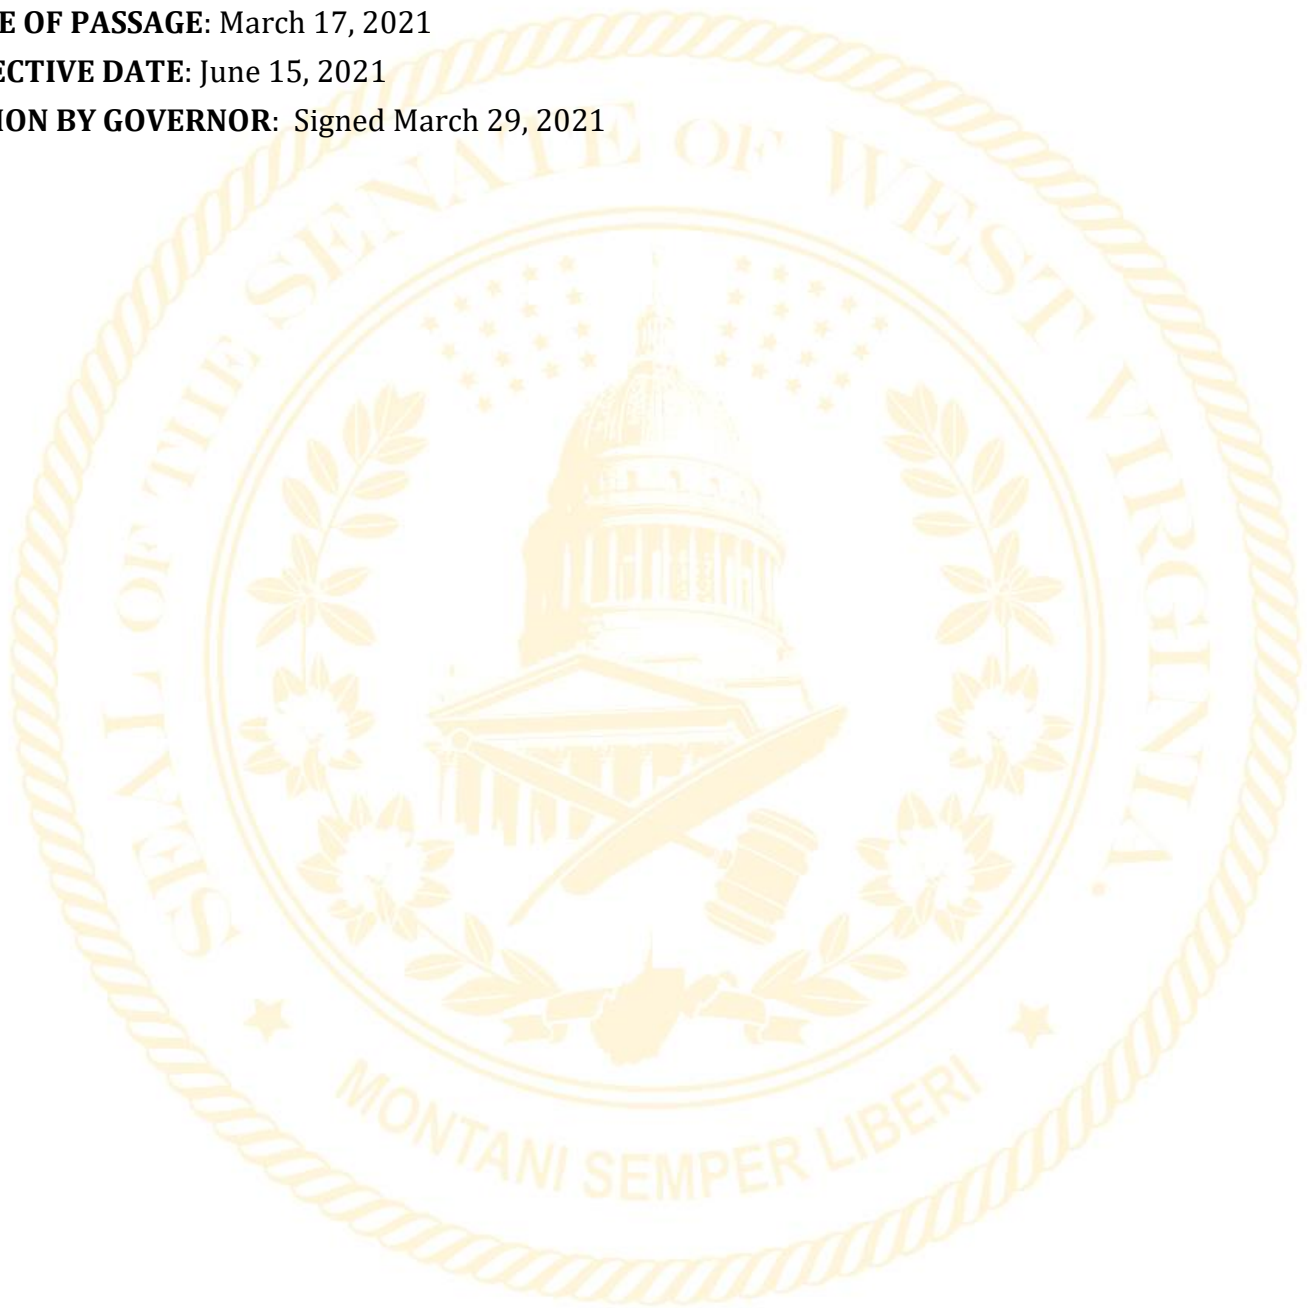 E OF PASSAGE: March 17, 2021
ECTIVE DATE: June 15, 2021
ION BY GOVERNOR: Signed March 29, 2021
SEAL OF THE SENATE OF WEST VIRGINIA
MONTANI SEMPER LIBERI